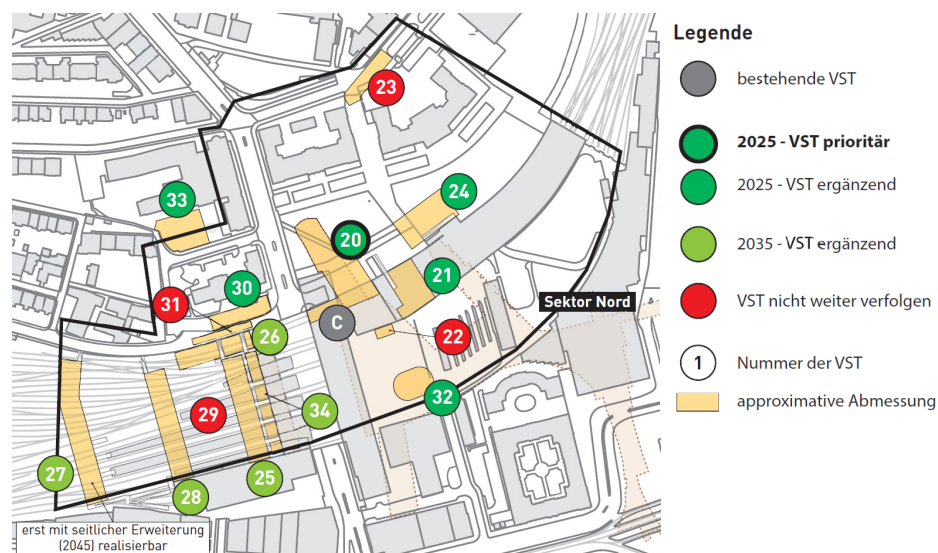 23
33
24
20
21
30
31
Sektor Nord
26
C
22
32
29
34
27
25
28
erst mit seitlicher Erweiterung
(2045) realisierbar
Legende
bestehende VST
2025 - VST prioritär
2025 - VST ergänzend
2035 - VST ergänzend
VST nicht weiter verfolgen
1 Nummer der VST
approximative Abmessung